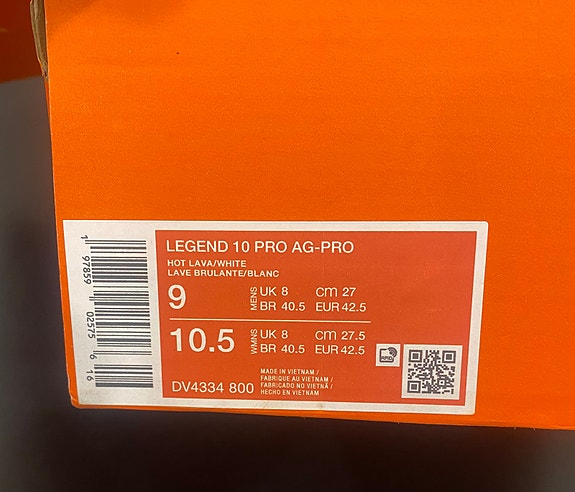 LEGEND 10 PRO AG-PRO
HOT LAVA/WHITE
LAVE BRULANTE/BLANC
9
MENS
UK 8 cm 27
BR 40.5 EUR 42.5
10.5
WMNS
UK 8 cm 27.5
BR 40.5 EUR 42.5
MADE IN VIETNAM /
FABRIQUE AU VIETNAM /
FABRICADO NO VIETNÃ /
HECHO EN VIETNAM
DV4334 800
1 97859 02575 6 16